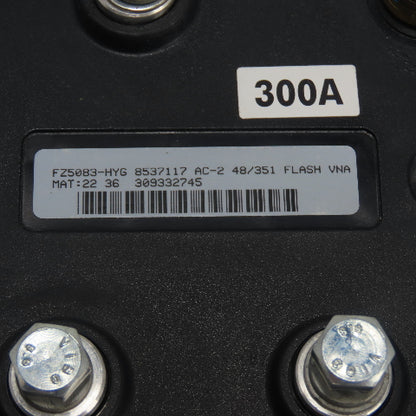 300A
FZ5083-HYG 8537117 AC-2 48/351 FLASH VNA
MAT:22 36 309332745